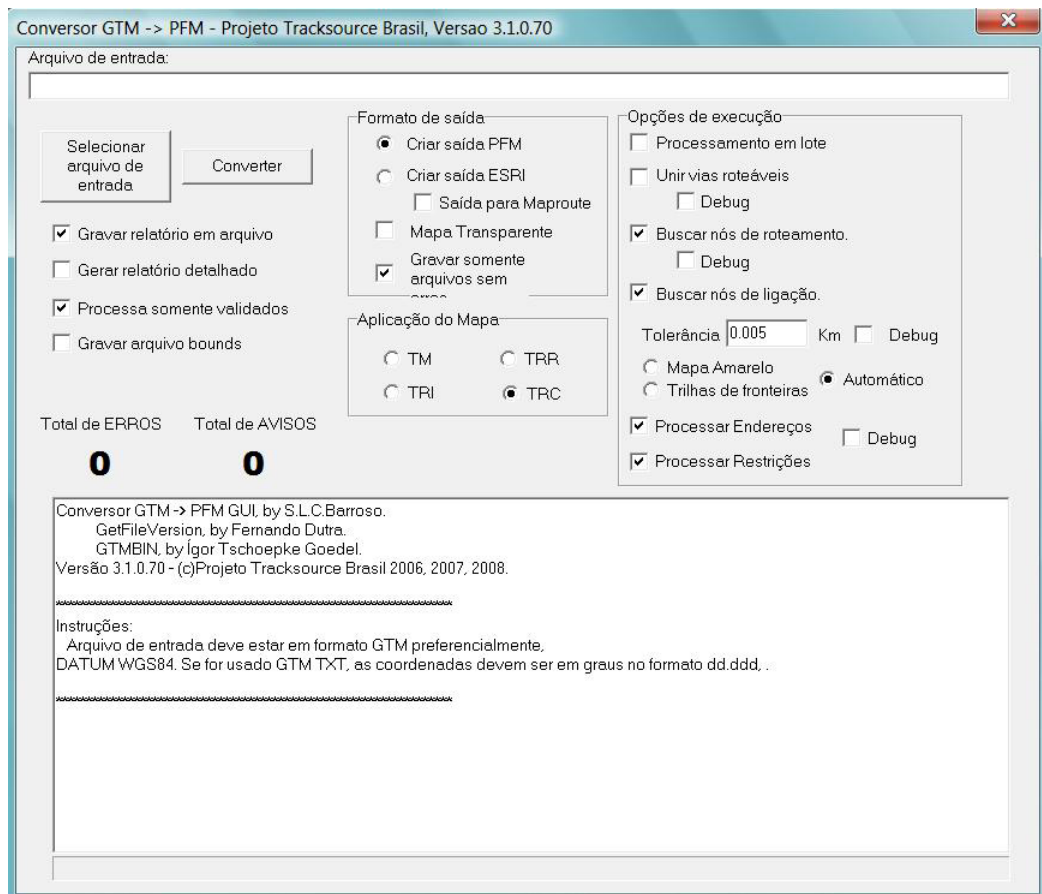 Conversor GTM -> PFM - Projeto Tracksource Brasil, Versao 3.1.0.70
Arquivo de entrada:
Selecionar
arquivo de
entrada
Converter
Gravar relatório em arquivo
Gerar relatório detalhado
Processa somente validados
Gravar arquivo bounds
Total de ERROS
Total de AVISOS
0
0
Formato de saída
Criar saída PFM
Criar saída ESRI
Saída para Maproute
Mapa Transparente
Gravar somente
arquivos sem
Aplicação do Mapa
TM
TRR
TRI
TRC
Opções de execução
Processamento em lote
Unir vias roteáveis
Debug
Buscar nós de roteamento.
Debug
Buscar nós de ligação.
Tolerância 0.005 Km Debug
Mapa Amarelo
Trilhas de fronteiras
Automático
Processar Endereços
Debug
Processar Restrições
Conversor GTM -> PFM GUI, by S.L.C.Barroso.
GetFileVersion, by Fernando Dutra.
GTMBIN, by Ígor Tschoepke Goedel.
Versão 3.1.0.70 - (c)Projeto Tracksource Brasil 2006, 2007, 2008.
Instruções:
Arquivo de entrada deve estar em formato GTM preferencialmente,
DATUM WGS84. Se for usado GTM TXT, as coordenadas devem ser em graus no formato dd.ddd, .